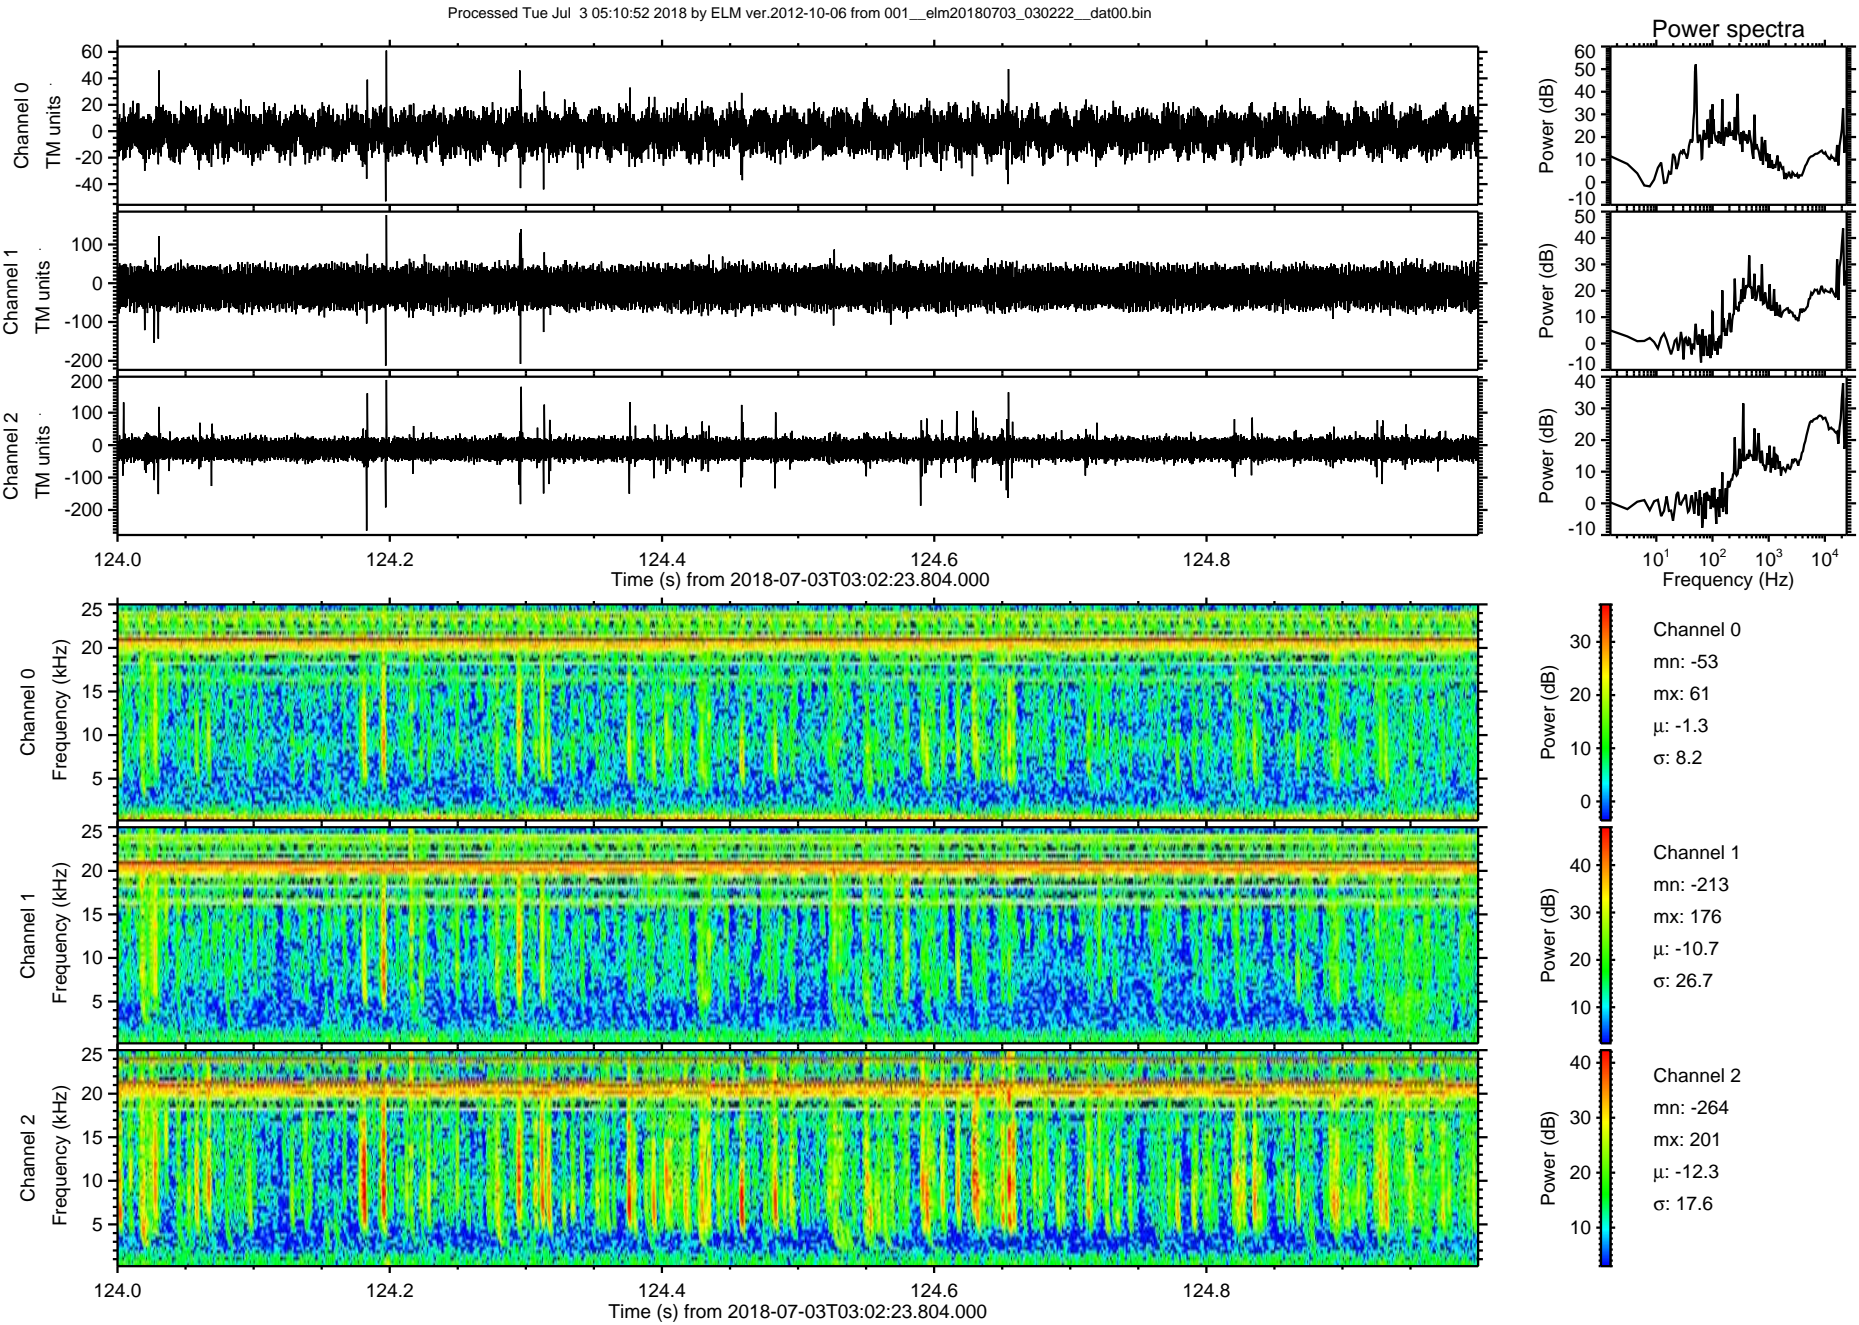 Processed Tue Jul  3 05:10:52 2018 by ELM ver.2012-10-06 from 001__elm20180703_030222__dat00.bin
Power spectra
Channel 0
TM units
60
40
20
0
-20
-40
Power (dB)
60
50
40
30
20
10
0
-10
Channel 1
TM units
100
0
-100
-200
Power (dB)
50
40
30
20
10
0
-10
Channel 2
TM units
200
100
0
-100
-200
Power (dB)
40
30
20
10
0
-10
124.0 124.2 124.4 124.6 124.8
Time (s) from 2018-07-03T03:02:23.804.000
10^1 10^2 10^3 10^4
Frequency (Hz)
Channel 0
Frequency (kHz)
25
20
15
10
5
Power (dB)
30
20
10
0
Channel 0
mn: -53
mx: 61
μ: -1.3
σ: 8.2
Channel 1
Frequency (kHz)
25
20
15
10
5
Power (dB)
40
30
20
10
Channel 1
mn: -213
mx: 176
μ: -10.7
σ: 26.7
Channel 2
Frequency (kHz)
25
20
15
10
5
Power (dB)
40
30
20
10
Channel 2
mn: -264
mx: 201
μ: -12.3
σ: 17.6
124.0 124.2 124.4 124.6 124.8
Time (s) from 2018-07-03T03:02:23.804.000